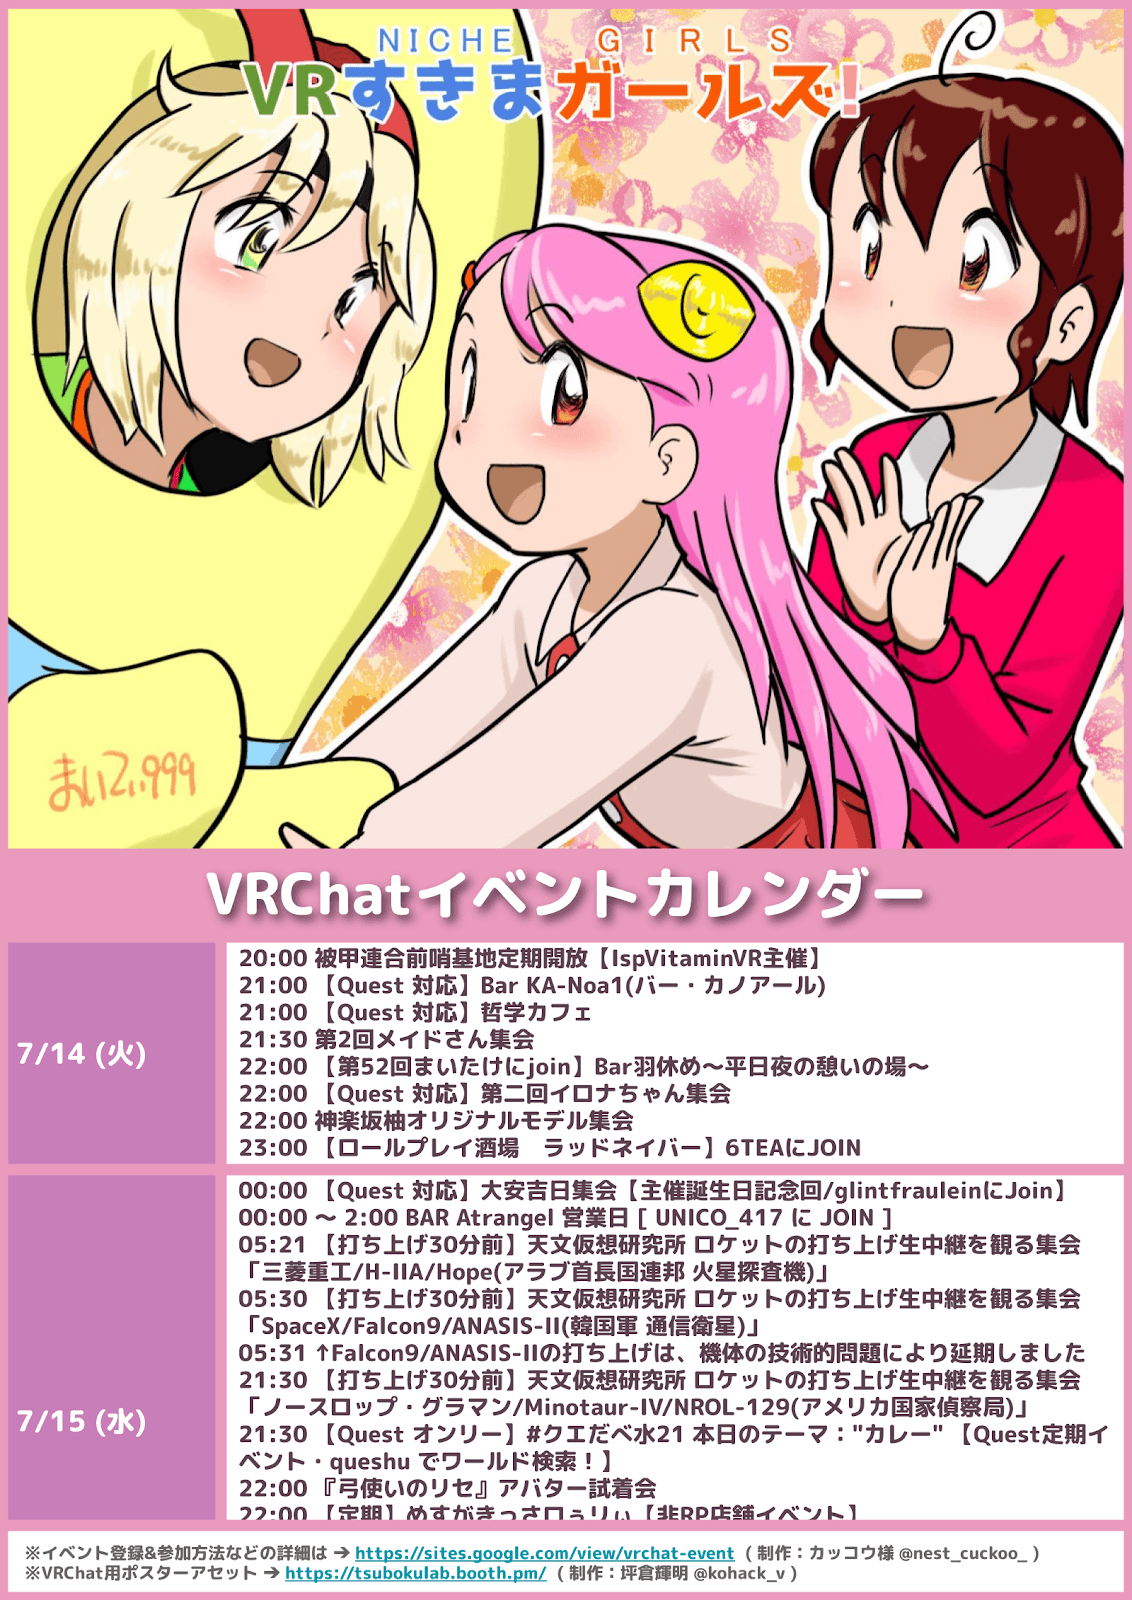 NICHE GIRLS
VRすきまガールズ!
まいてぃ999
VRChatイベントカレンダー
7/14 (火)
20:00 被甲連合前哨基地定期開放【IspVitaminVR主催】
21:00 【Quest 対応】Bar KA-Noa1(バー・カノアール)
21:00 【Quest 対応】哲学カフェ
21:30 第2回メイドさん集会
22:00 【第52回まいたけにjoin】Bar羽休め～平日夜の憩いの場～
22:00 【Quest 対応】第二回イロナちゃん集会
22:00 神楽坂柚オリジナルモデル集会
23:00 【ロールプレイ酒場　ラッドネイバー】6TEAにJOIN
7/15 (水)
00:00 【Quest 対応】大安吉日集会【主催誕生日記念回/glintfrauleinにJoin】
00:00 ～ 2:00 BAR Atrangel 営業日 [ UNICO_417 に JOIN ]
05:21 【打ち上げ30分前】天文仮想研究所 ロケットの打ち上げ生中継を観る集会
「三菱重工/H-IIA/Hope(アラブ首長国連邦 火星探査機)」
05:30 【打ち上げ30分前】天文仮想研究所 ロケットの打ち上げ生中継を観る集会
「SpaceX/Falcon9/ANASIS-II(韓国軍 通信衛星)」
05:31 ↑Falcon9/ANASIS-IIの打ち上げは、機体の技術的問題により延期しました
21:30 【打ち上げ30分前】天文仮想研究所 ロケットの打ち上げ生中継を観る集会
「ノースロップ・グラマン/Minotaur-IV/NROL-129(アメリカ国家偵察局)」
21:30 【Quest オンリー】#クエだべ水21 本日のテーマ："カレー" 【Quest定期イ
ベント・queshu でワールド検索！】
22:00 『弓使いのリセ』アバター試着会
22:00 【定期】めすがきっさロぅリぃ【非RP店舗イベント】
※イベント登録&参加方法などの詳細は ➔ https://sites.google.com/view/vrchat-event ( 制作：カッコウ様 @nest_cuckoo_ )
※VRChat用ポスターアセット ➔ https://tsubokulab.booth.pm/ ( 制作：坪倉輝明 @kohack_v )